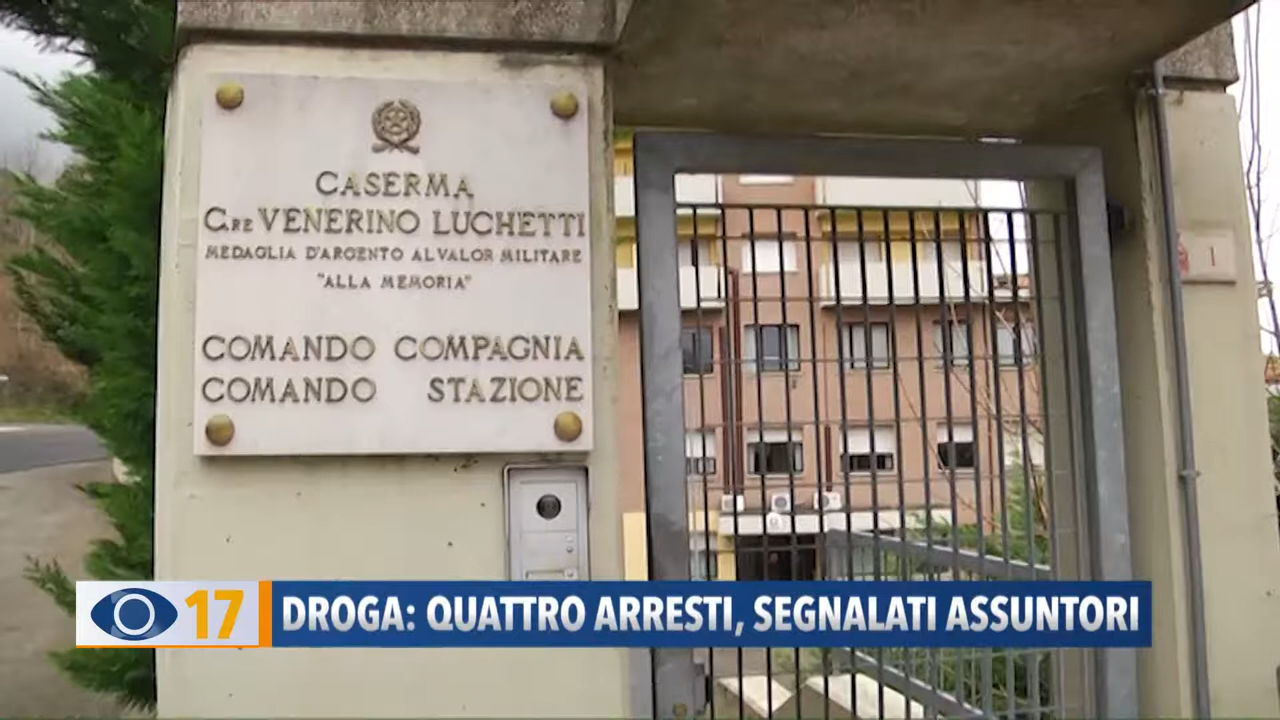 CASERMA
C.RE VENERINO LUCHETTI
MEDAGLIA D'ARGENTO AL VALOR MILITARE
"ALLA MEMORIA"
COMANDO COMPAGNIA
COMANDO STAZIONE
1
17 DROGA: QUATTRO ARRESTI, SEGNALATI ASSUNTORI